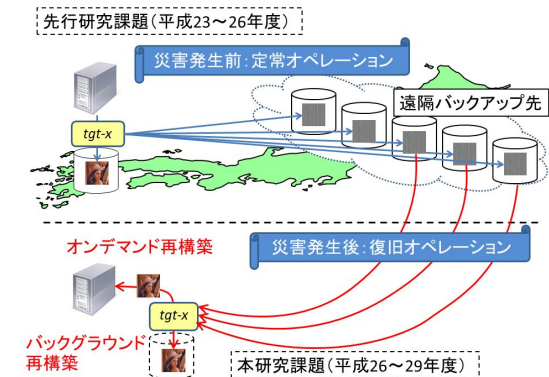 先行研究課題(平成23～26年度)
災害発生前:定常オペレーション
遠隔バックアップ先
tgt-x
オンデマンド再構築
災害発生後:復旧オペレーション
tgt-x
バックグラウンド
再構築
本研究課題(平成26～29年度)